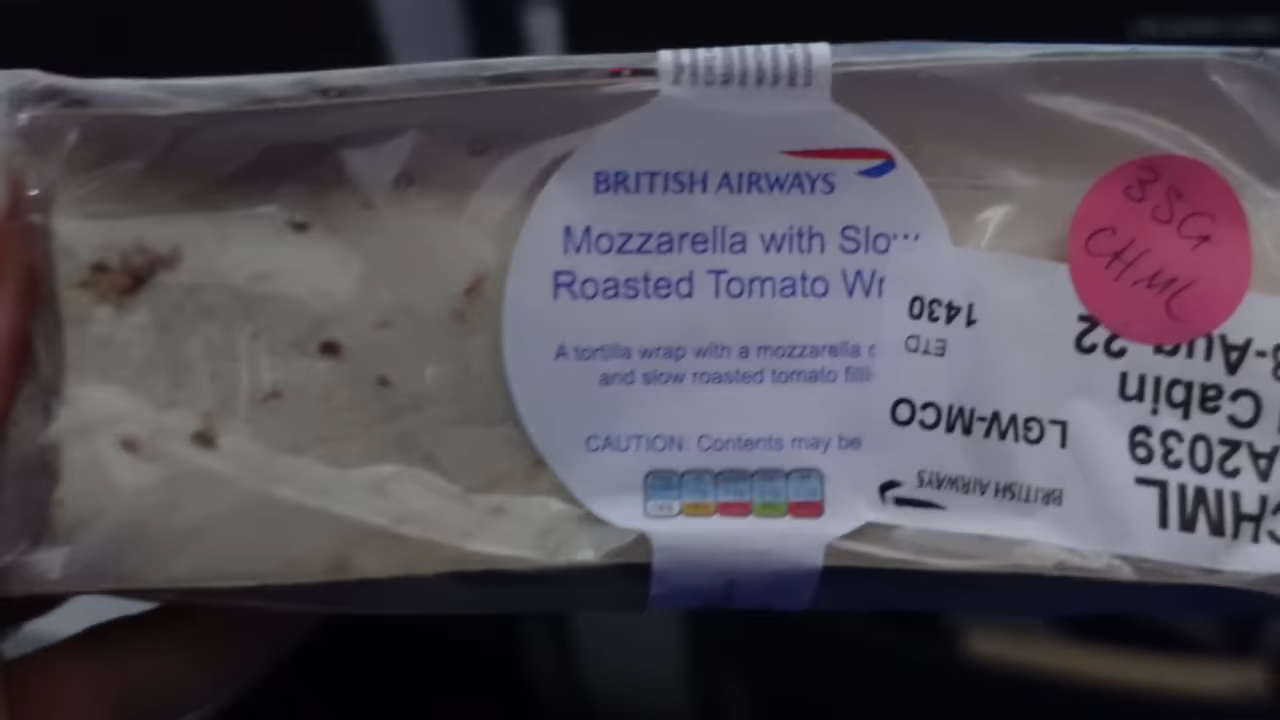 BRITISH AIRWAYS
Mozzarella with Slo
Roasted Tomato Wr
A tortilla wrap with a mozzarella
and slow roasted tomato filli
CAUTION: Contents may be
CHML
BRITISH AIRWAYS
A2039
LGW-MCO
Cabin
ETD
1430
-Aug 22
3SG
CHML